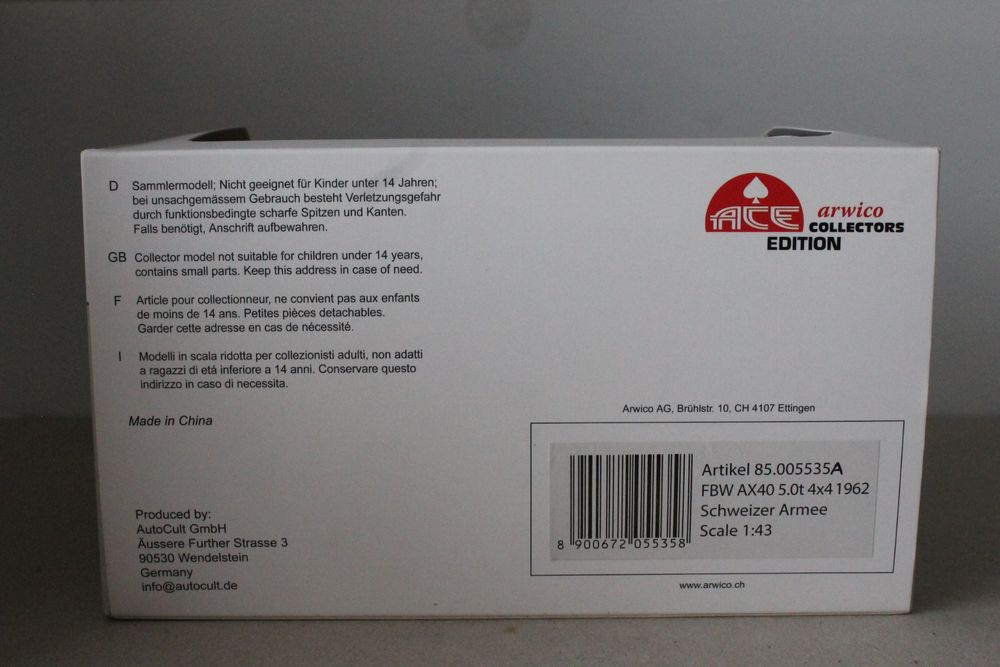 D Sammlermodell; Nicht geeignet für Kinder unter 14 Jahren;
bei unsachgemässem Gebrauch besteht Verletzungsgefahr
durch funktionsbedingte scharfe Spitzen und Kanten.
Falls benötigt, Anschrift aufbewahren.
GB Collector model not suitable for children under 14 years,
contains small parts. Keep this address in case of need.
F Article pour collectionneur, ne convient pas aux enfants
de moins de 14 ans. Petites pièces detachables.
Garder cette adresse en cas de nécessité.
I Modelli in scala ridotta per collezionisti adulti, non adatti
a ragazzi di etá inferiore a 14 anni. Conservare questo
indirizzo in caso di necessita.
Made in China
Produced by:
AutoCult GmbH
Äussere Further Strasse 3
90530 Wendelstein
Germany
info@autocult.de
ACE arwico
COLLECTORS
EDITION
Arwico AG, Brühlstr. 10, CH 4107 Ettingen
Artikel 85.005535A
FBW AX40 5.0t 4x4 1962
Schweizer Armee
Scale 1:43
8 900672 055358
www.arwico.ch